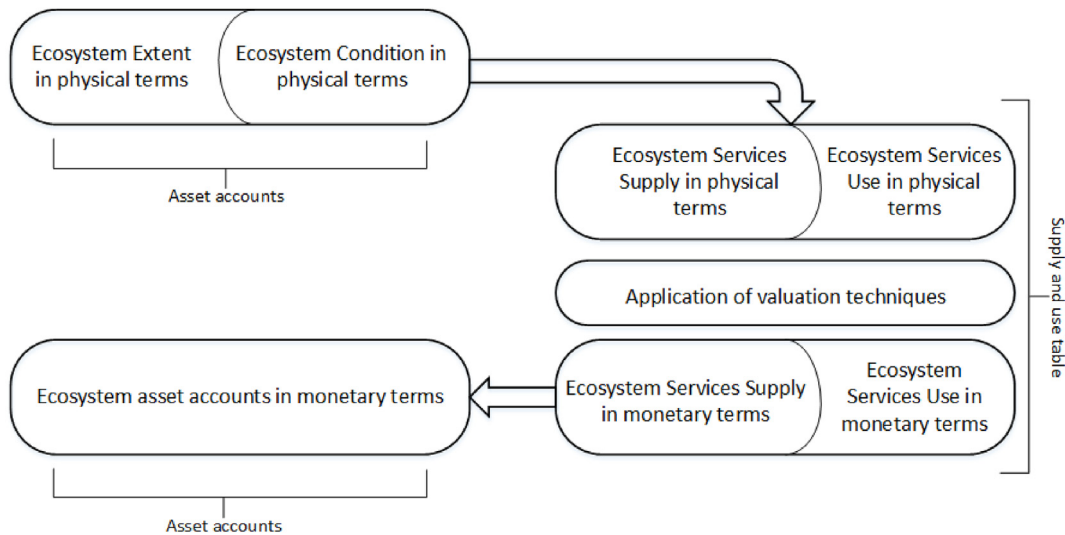 Ecosystem Extent
in physical terms
Ecosystem Condition in
physical terms
Asset accounts
Ecosystem Services
Supply in physical
terms
Ecosystem Services
Use in physical
terms
Application of valuation techniques
Supply and use table
Ecosystem asset accounts in monetary terms
Ecosystem Services Supply
in monetary terms
Ecosystem
Services Use in
monetary terms
Asset accounts